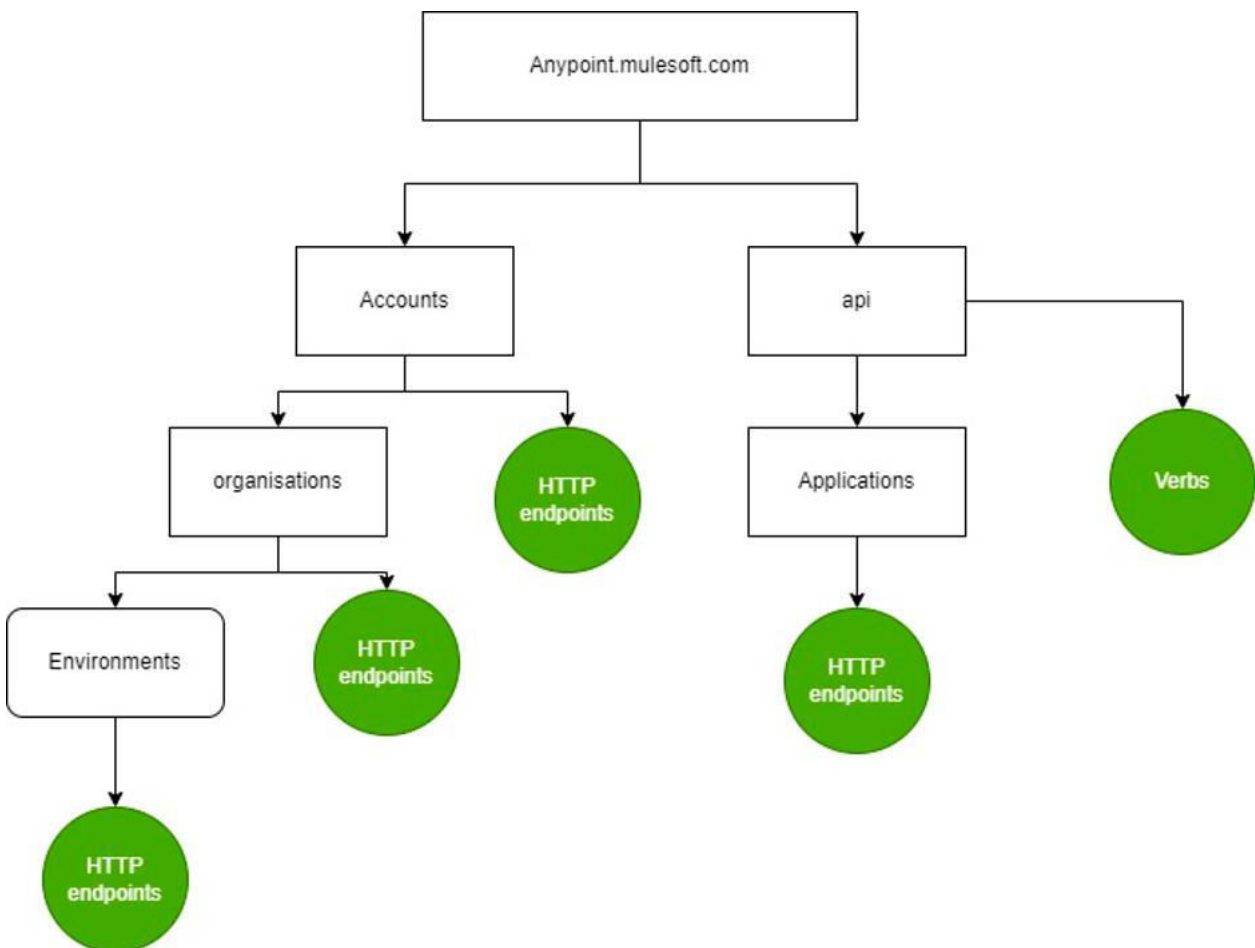 Anypoint.mulesoft.com
Accounts
api
organisations
HTTP
endpoints
Applications
Verbs
Environments
HTTP
endpoints
HTTP
endpoints
HTTP
endpoints